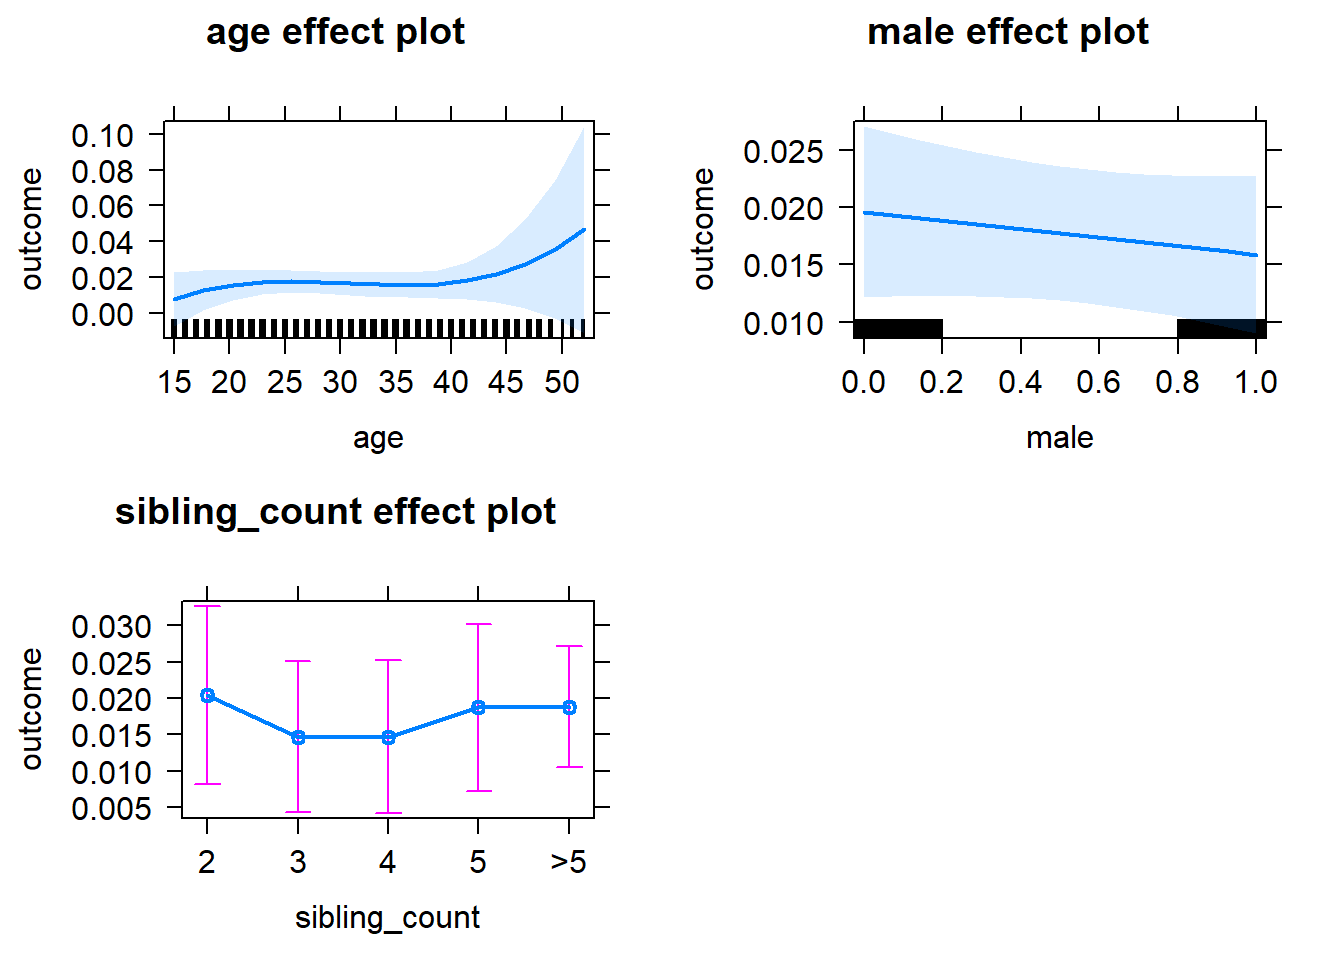 age effect plot
outcome
0.10
0.08
0.06
0.04
0.02
0.00
15 20 25 30 35 40 45 50
age
male effect plot
outcome
0.025
0.020
0.015
0.010
0.0 0.2 0.4 0.6 0.8 1.0
male
sibling_count effect plot
outcome
0.030
0.025
0.020
0.015
0.010
0.005
2 3 4 5 >5
sibling_count